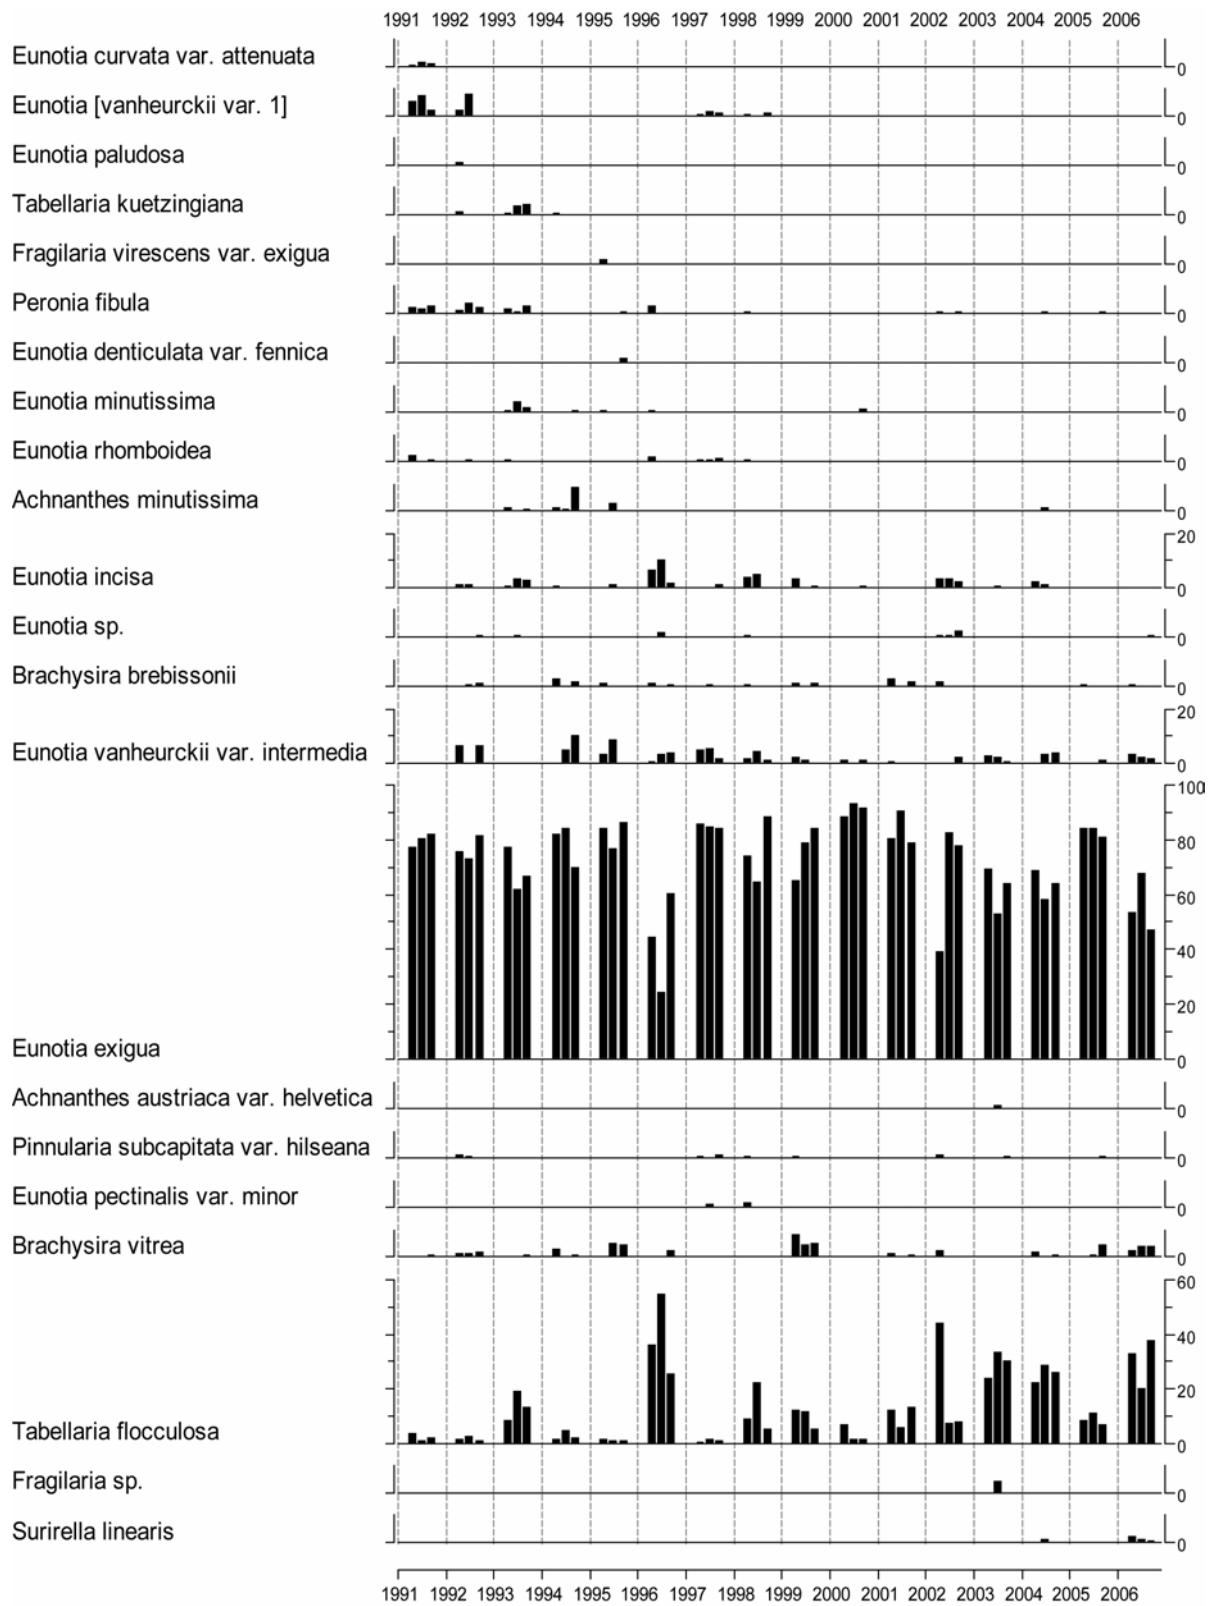 1991 1992 1993 1994 1995 1996 1997 1998 1999 2000 2001 2002 2003 2004 2005 2006
Eunotia curvata var. attenuata
0
Eunotia [vanheurckii var. 1]
0
Eunotia paludosa
0
Tabellaria kuetzingiana
0
Fragilaria virescens var. exigua
0
Peronia fibula
0
Eunotia denticulata var. fennica
0
Eunotia minutissima
0
Eunotia rhomboidea
0
Achnanthes minutissima
0
20
Eunotia incisa
0
Eunotia sp.
0
Brachysira brebissonii
0
20
Eunotia vanheurckii var. intermedia
0
100
80
60
40
20
Eunotia exigua
0
Achnanthes austriaca var. helvetica
0
Pinnularia subcapitata var. hilseana
0
Eunotia pectinalis var. minor
0
Brachysira vitrea
0
60
40
20
Tabellaria flocculosa
0
Fragilaria sp.
0
Surirella linearis
0
1991 1992 1993 1994 1995 1996 1997 1998 1999 2000 2001 2002 2003 2004 2005 2006